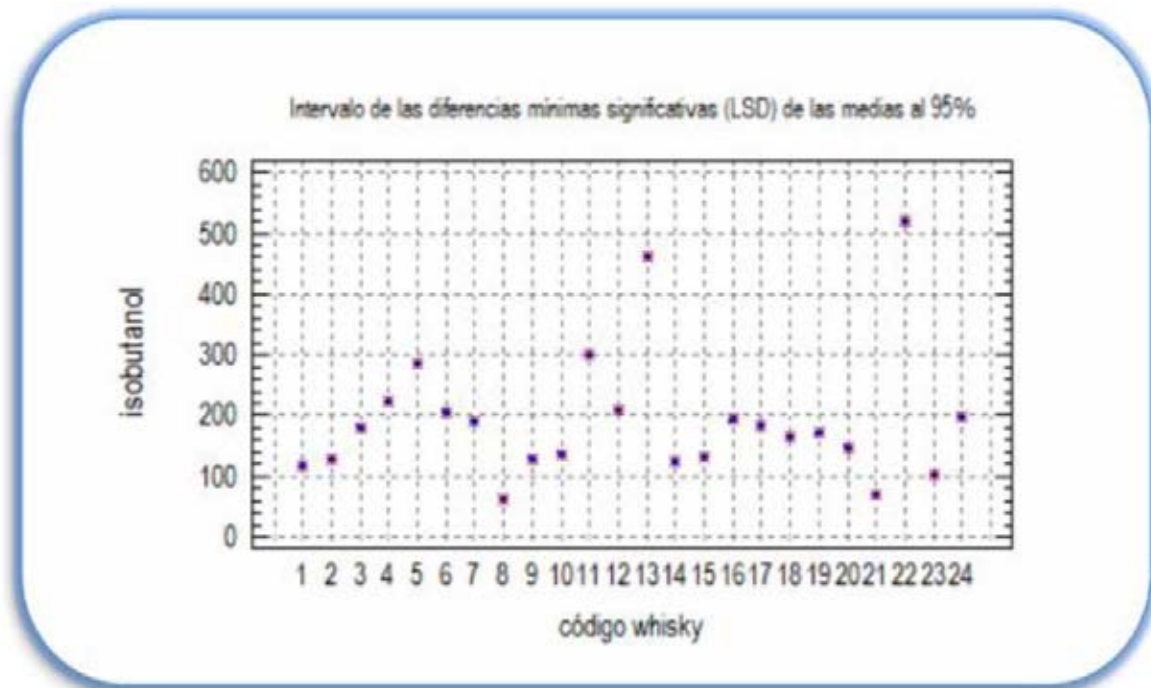 Intervalo de las diferencias mínimas significativas (LSD) de las medias al 95%
600
500
400
300
200
100
0
isobutanol
1 2 3 4 5 6 7 8 9 10 11 12 13 14 15 16 17 18 19 20 21 22 23 24
código whisky